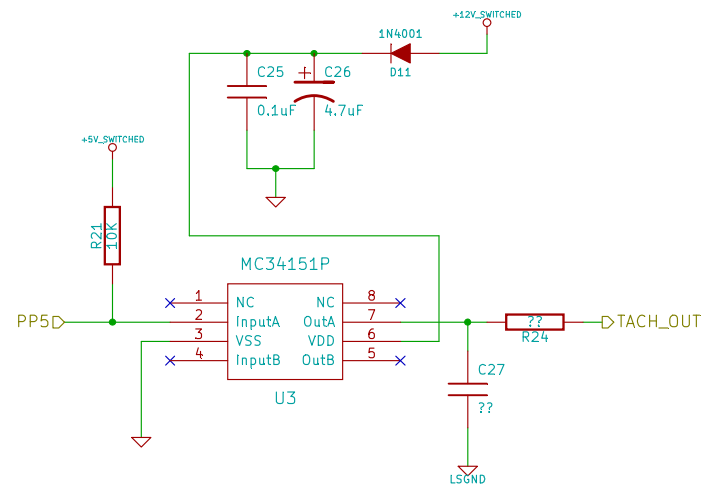 +12V_SWITCHED
1N4001
D11
C25
C26
0.1uF
4.7uF
+5V_SWITCHED
R21
10K
MC34151P
1
NC
NC
8
PP5
2
InputA
OutA
7
??
TACH_OUT
R24
3
VSS
VDD
6
4
InputB
OutB
5
C27
U3
??
LSGND